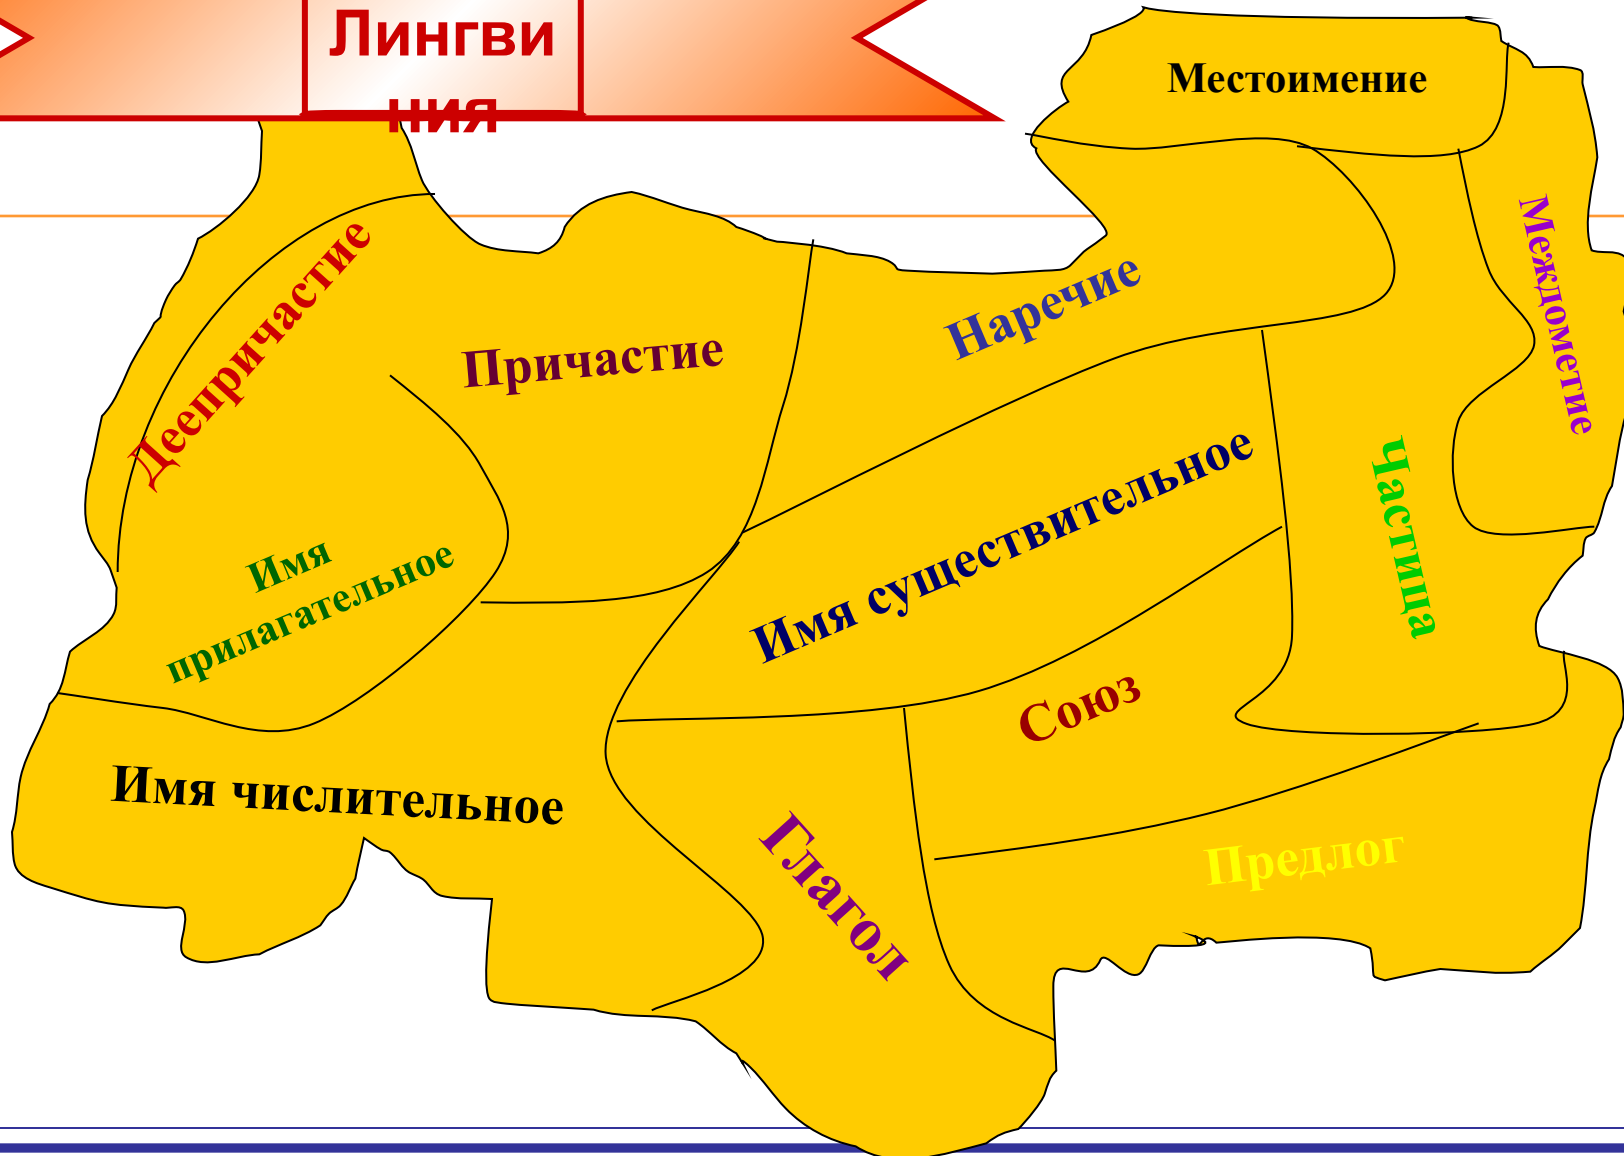 Лингви
ния
Местоимение
Междометие
Деепричастие
Причастие
Наречие
Имя существительное
Частица
Имя
прилагательное
Союз
Имя числительное
Глагол
Предлог